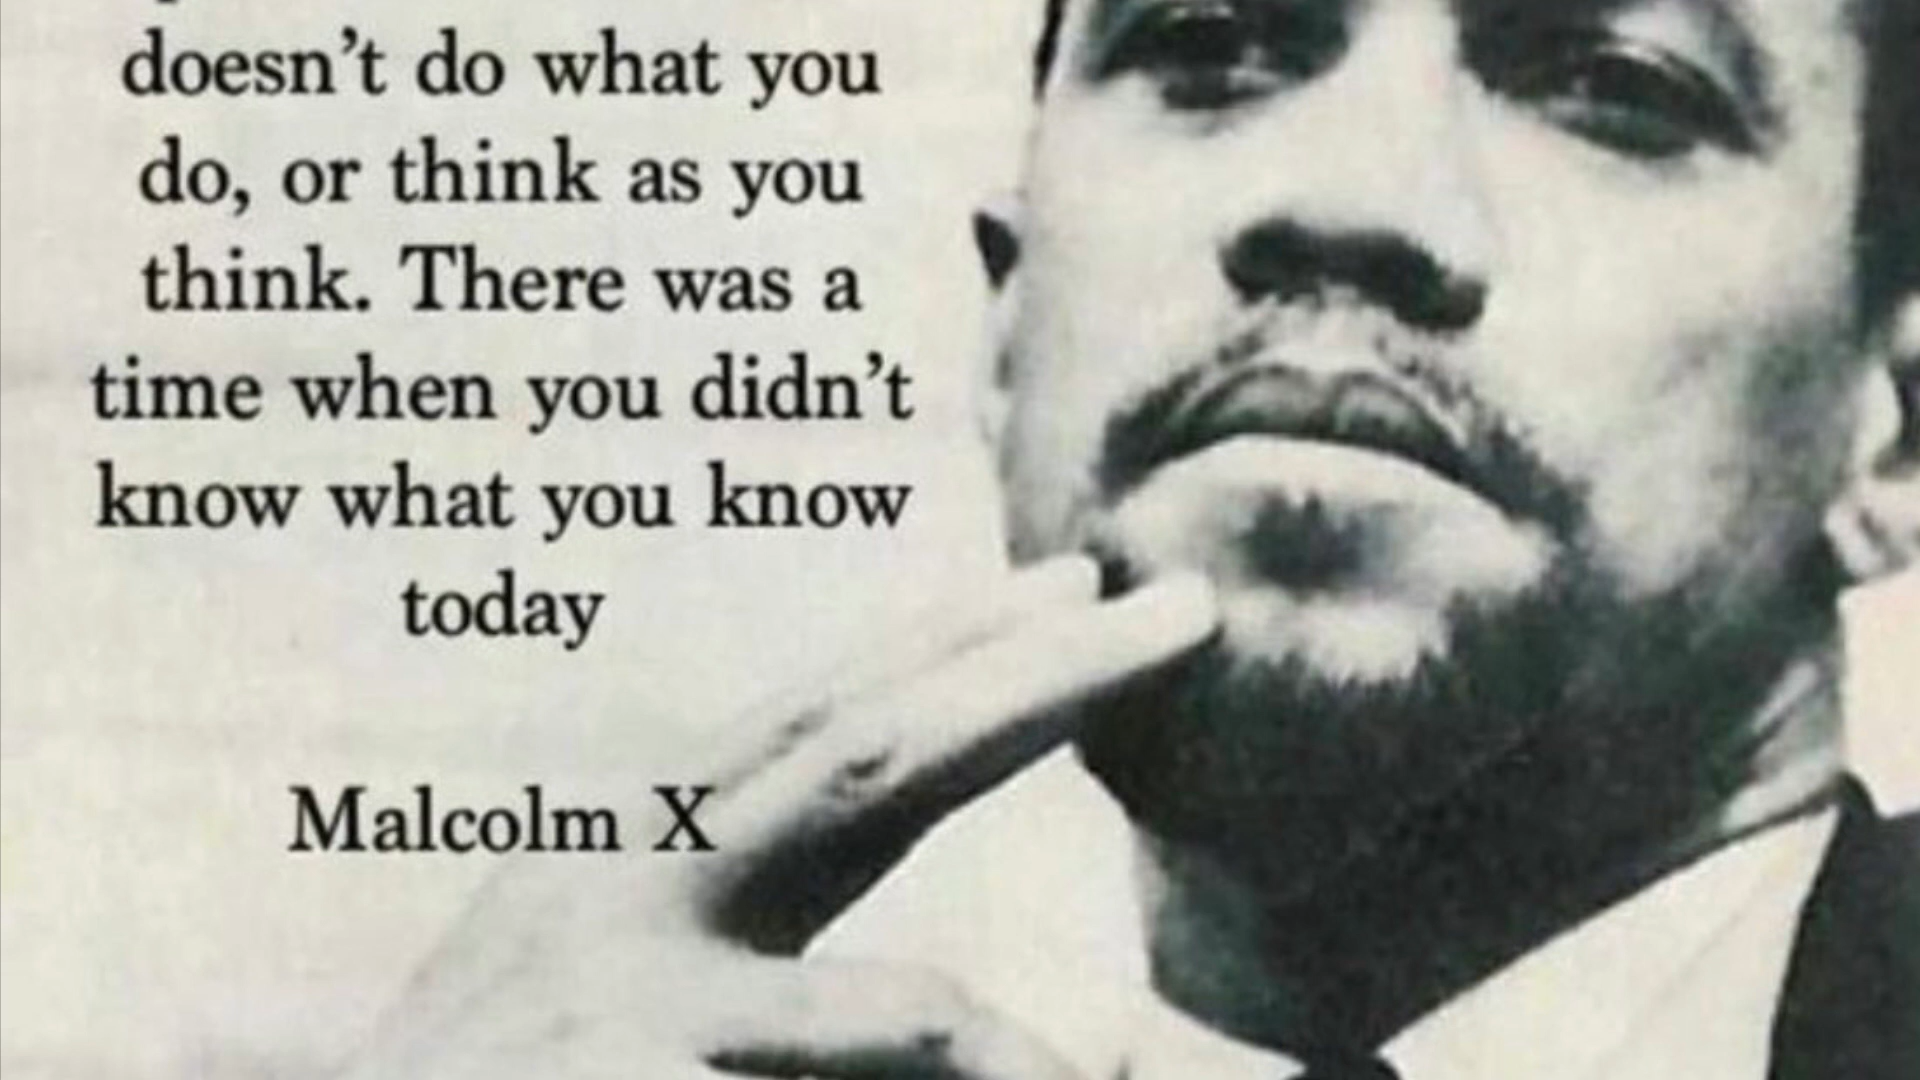 doesn't do what you
do, or think as you
think. There was a
time when you didn't
know what you know
today
Malcolm X